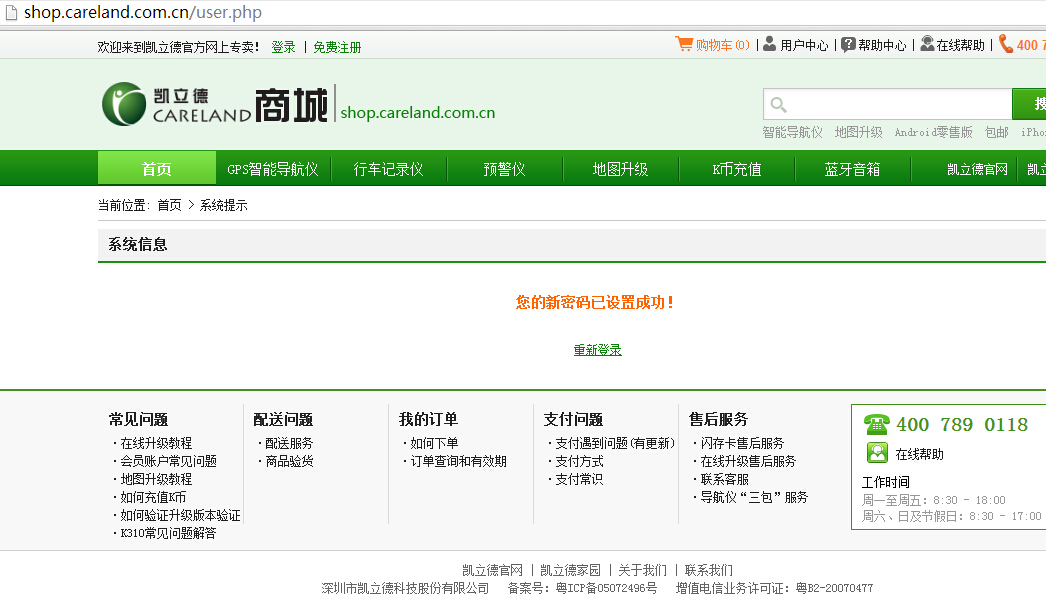 shop.careland.com.cn/user.php
欢迎来到凯立德官方网上专卖! 登录 | 免费注册 购物车(0) | 用户中心 | 帮助中心 | 在线帮助 | 400 7
凯立德 CARELAND 商城 shop.careland.com.cn 搜
智能导航仪 地图升级 Android零售版 包邮 iPho
首页 GPS智能导航仪 行车记录仪 预警仪 地图升级 K币充值 蓝牙音箱 凯立德官网 凯立
当前位置: 首页 > 系统提示
系统信息
您的新密码已设置成功!
重新登录
常见问题
·在线升级教程
·会员账户常见问题
·地图升级教程
·如何充值K币
·如何验证升级版本验证
·K310常见问题解答
配送问题
·配送服务
·商品验货
我的订单
·如何下单
·订单查询和有效期
支付问题
·支付遇到问题(有更新)
·支付方式
·支付常识
售后服务
·闪存卡售后服务
·在线升级售后服务
·联系客服
·导航仪“三包”服务
400 789 0118
在线帮助
工作时间
周一至周五: 8:30 - 18:00
周六、日及节假日: 8:30 - 17:00
凯立德官网 | 凯立德家园 | 关于我们 | 联系我们
深圳市凯立德科技股份有限公司 备案号: 粤ICP备05072496号 增值电信业务许可证: 粤B2-20070477